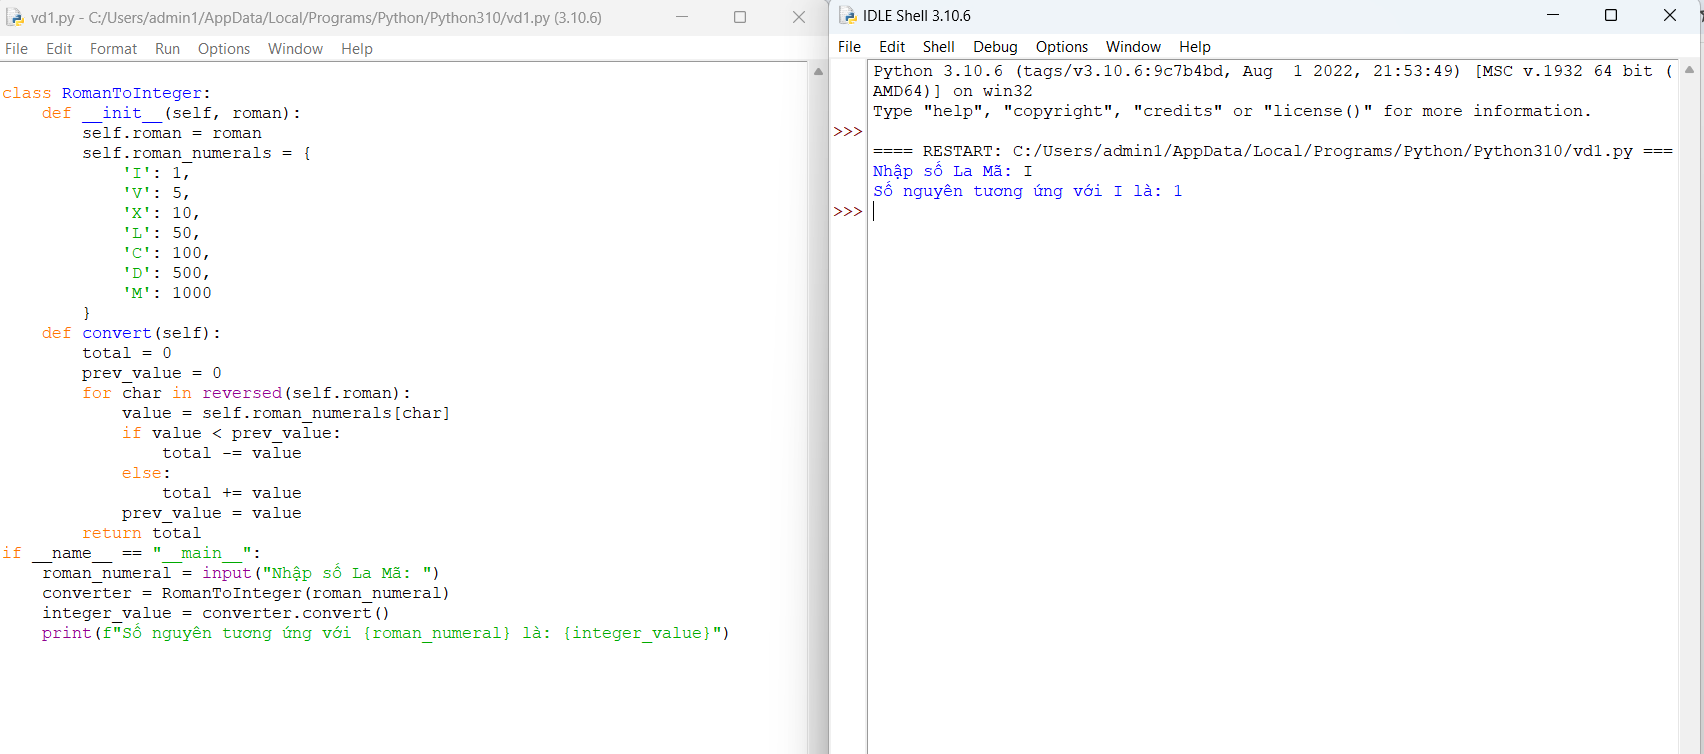 vd1.py - C:/Users/admin1/AppData/Local/Programs/Python/Python310/vd1.py (3.10.6)
File Edit Format Run Options Window Help
class RomanToInteger:
    def __init__(self, roman):
        self.roman = roman
        self.roman_numerals = {
            'I': 1,
            'V': 5,
            'X': 10,
            'L': 50,
            'C': 100,
            'D': 500,
            'M': 1000
        }
    def convert(self):
        total = 0
        prev_value = 0
        for char in reversed(self.roman):
            value = self.roman_numerals[char]
            if value < prev_value:
                total -= value
            else:
                total += value
            prev_value = value
        return total
if __name__ == "__main__":
    roman_numeral = input("Nhập số La Mã: ")
    converter = RomanToInteger(roman_numeral)
    integer_value = converter.convert()
    print(f"Số nguyên tương ứng với {roman_numeral} là: {integer_value}")
IDLE Shell 3.10.6
File Edit Shell Debug Options Window Help
Python 3.10.6 (tags/v3.10.6:9c7b4bd, Aug  1 2022, 21:53:49) [MSC v.1932 64 bit (
AMD64)] on win32
Type "help", "copyright", "credits" or "license()" for more information.
>>>
==== RESTART: C:/Users/admin1/AppData/Local/Programs/Python/Python310/vd1.py ===
Nhập số La Mã: I
Số nguyên tương ứng với I là: 1
>>>